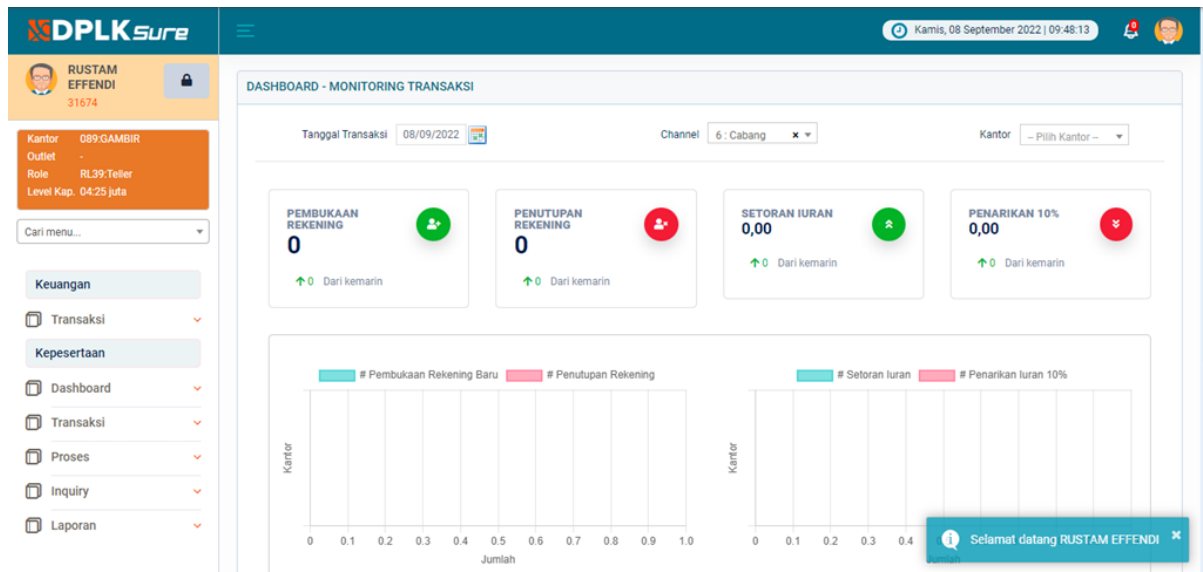 DPLKSure
Kamis, 08 September 2022 | 09:48:13
RUSTAM
EFFENDI
31674
Kantor 089:GAMBIR
Outlet -
Role RL39:Teller
Level Kap. 04:25 juta
Cari menu...
Keuangan
Transaksi
Kepesertaan
Dashboard
Transaksi
Proses
Inquiry
Laporan
DASHBOARD - MONITORING TRANSAKSI
Tanggal Transaksi 08/09/2022
Channel 6 : Cabang x
Kantor -- Pilih Kantor --
PEMBUKAAN
REKENING
0
0 Dari kemarin
PENUTUPAN
REKENING
0
0 Dari kemarin
SETORAN IURAN
0,00
0 Dari kemarin
PENARIKAN 10%
0,00
0 Dari kemarin
# Pembukaan Rekening Baru # Penutupan Rekening
Kantor
0 0.1 0.2 0.3 0.4 0.5 0.6 0.7 0.8 0.9 1.0
Jumlah
# Setoran Iuran # Penarikan Iuran 10%
Kantor
0 0.1 0.2 0.3 0.4
Jumlah
Selamat datang RUSTAM EFFENDI ×